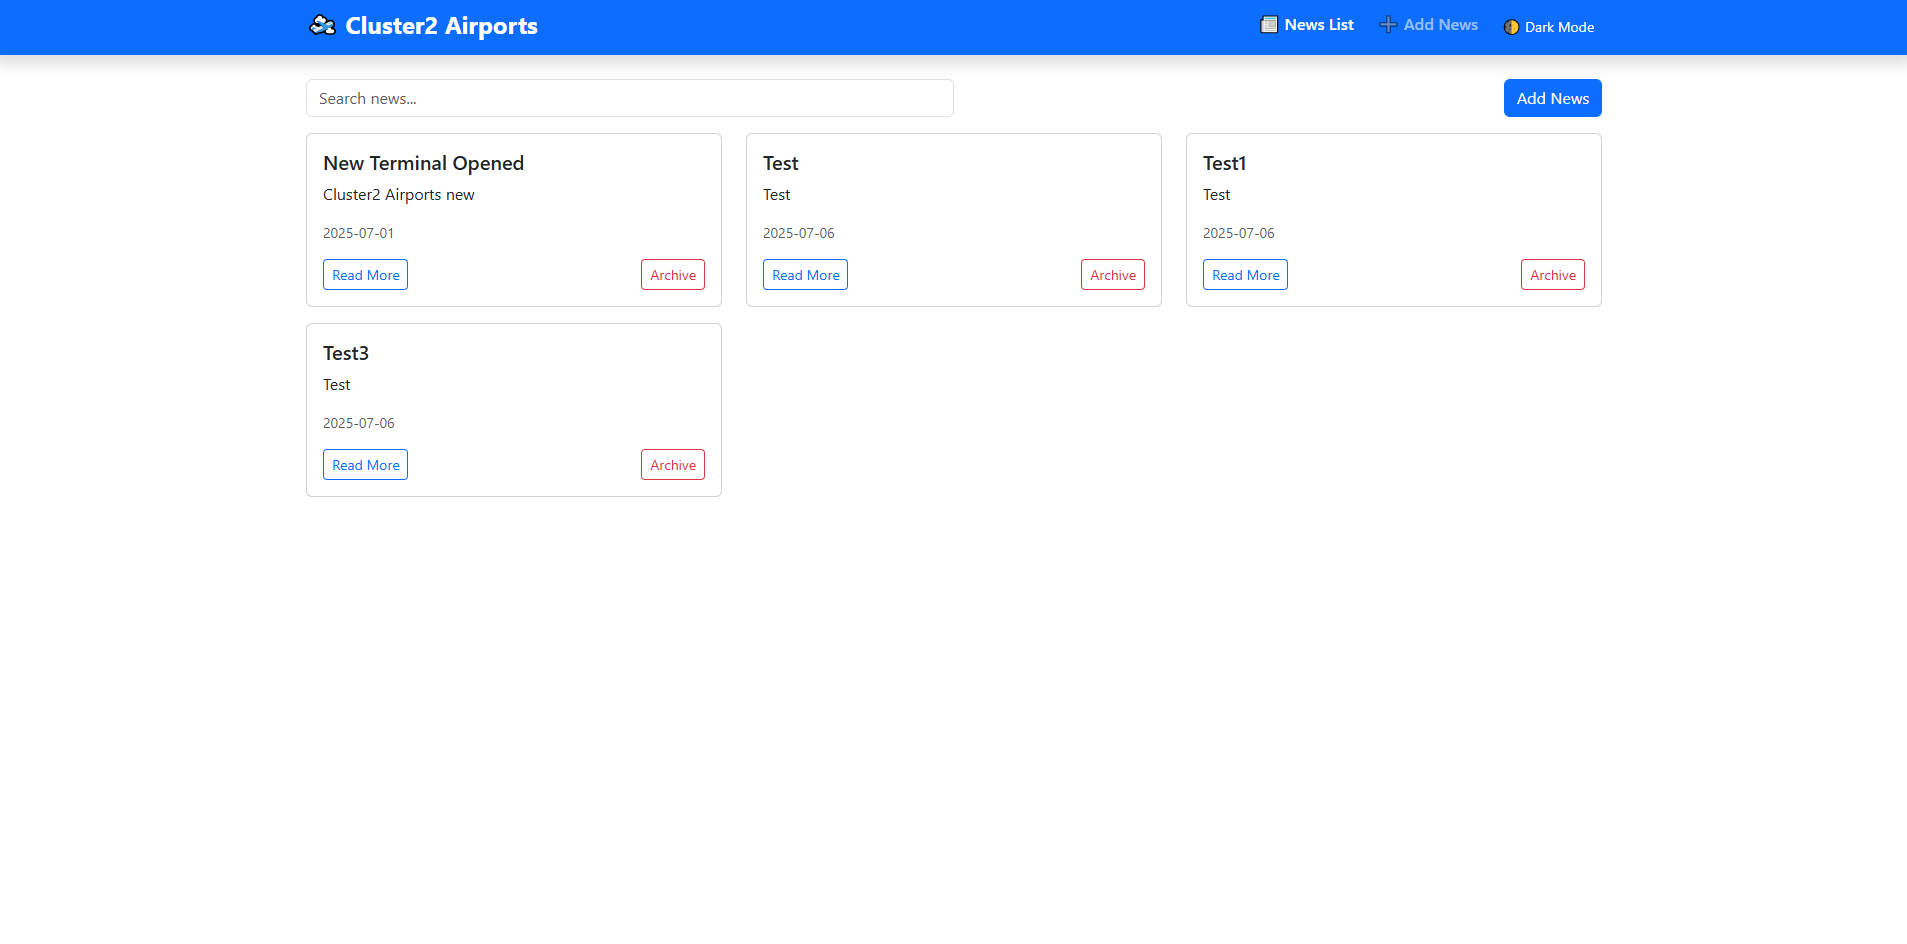 Cluster2 Airports
News List
Add News
Dark Mode
Search news...
Add News
New Terminal Opened
Cluster2 Airports new
2025-07-01
Read More
Archive
Test
Test
2025-07-06
Read More
Archive
Test1
Test
2025-07-06
Read More
Archive
Test3
Test
2025-07-06
Read More
Archive